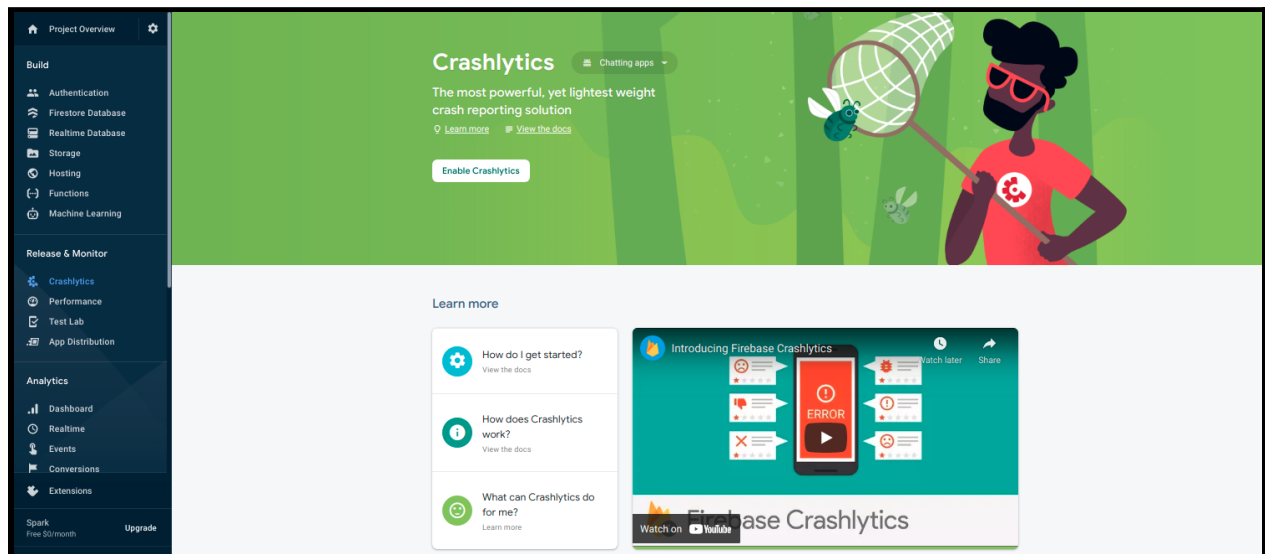 Project Overview
Build
Authentication
Firestore Database
Realtime Database
Storage
Hosting
Functions
Machine Learning
Release & Monitor
Crashlytics
Performance
Test Lab
App Distribution
Analytics
Dashboard
Realtime
Events
Conversions
Extensions
Spark
Free $0/month
Upgrade
Crashlytics
Chatting apps
The most powerful, yet lightest weight
crash reporting solution
Learn more View the docs
Enable Crashlytics
Learn more
How do I get started?
View the docs
How does Crashlytics
work?
View the docs
What can Crashlytics do
for me?
Learn more
Introducing Firebase Crashlytics
Watch later
Share
ERROR
Firebase Crashlytics
Watch on YouTube